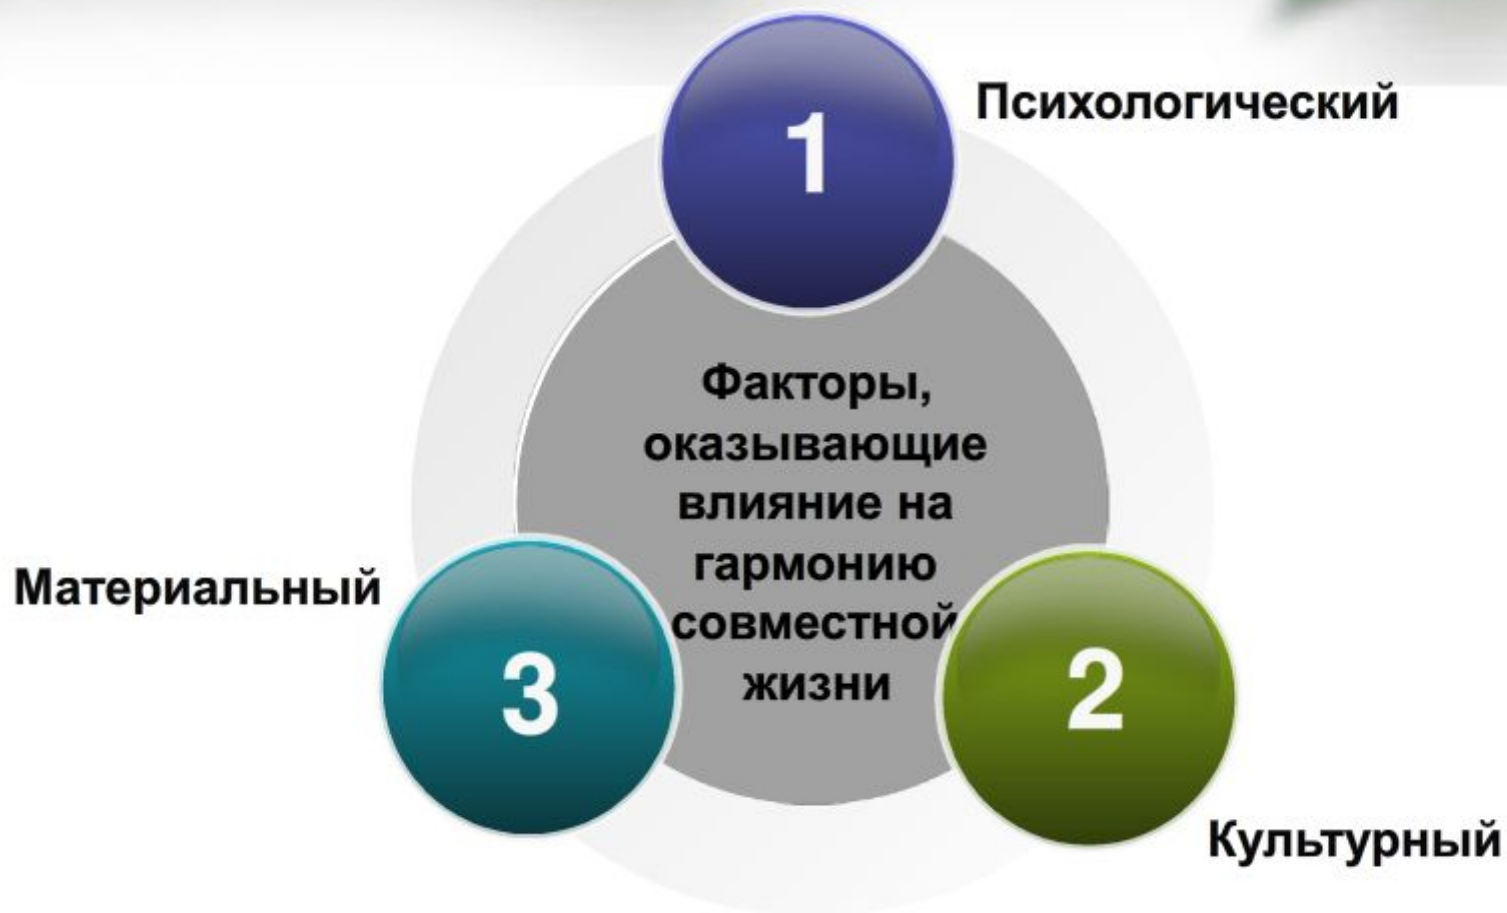 1
Психологический
Факторы,
оказывающие
влияние на
гармонию
совместной
жизни
Материальный
3
2
Культурный